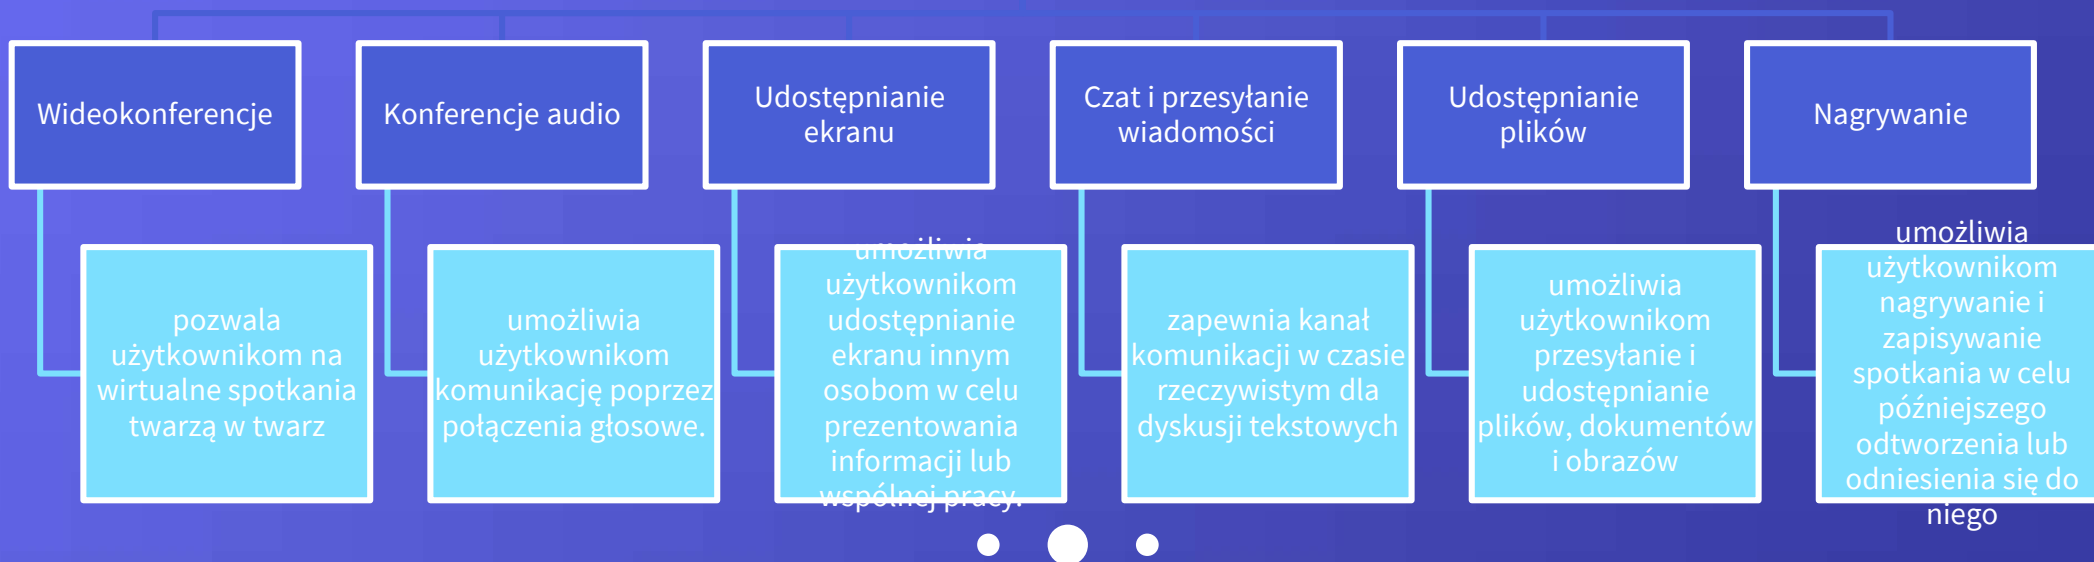 Wideokonferencje
pozwala
użytkownikom na
wirtualne spotkania
twarzą w twarz
Konferencje audio
umożliwia
użytkownikom
komunikację poprzez
połączenia głosowe.
Udostępnianie
ekranu
umożliwia
użytkownikom
udostępnianie
ekranu innym
osobom w celu
prezentowania
informacji lub
wspólnej pracy.
Czat i przesyłanie
wiadomości
zapewnia kanał
komunikacji w czasie
rzeczywistym dla
dyskusji tekstowych
Udostępnianie
plików
umożliwia
użytkownikom
przesyłanie i
udostępnianie
plików, dokumentów
i obrazów
Nagrywanie
umożliwia
użytkownikom
nagrywanie i
zapisywanie
spotkania w celu
późniejszego
odtworzenia lub
odniesienia się do
niego